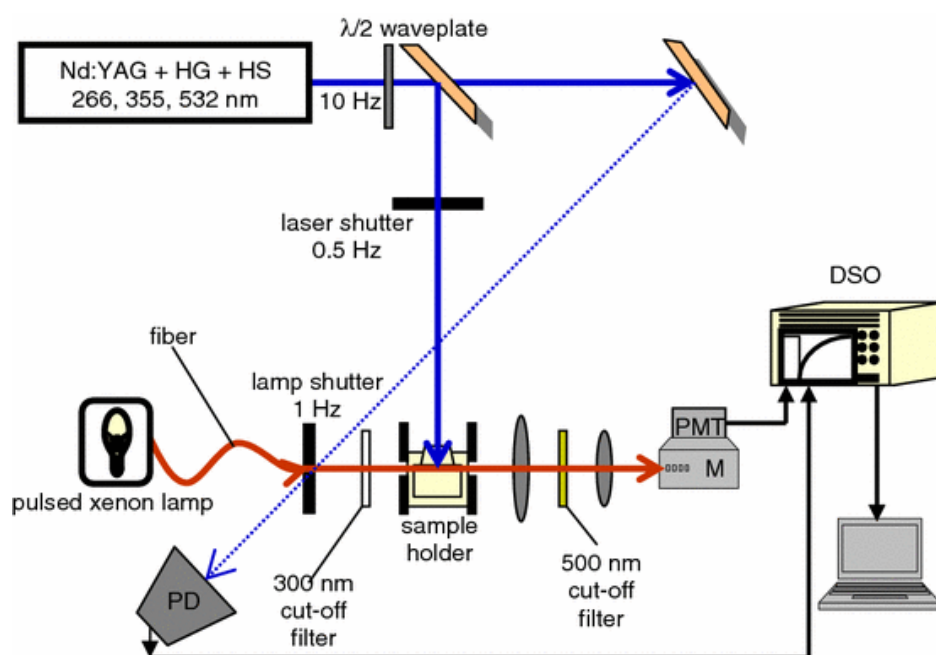 λ/2 waveplate
Nd:YAG + HG + HS
266, 355, 532 nm
10 Hz
laser shutter
0.5 Hz
DSO
fiber
lamp shutter
1 Hz
PMT
M
pulsed xenon lamp
sample
holder
PD
300 nm
cut-off
filter
500 nm
cut-off
filter